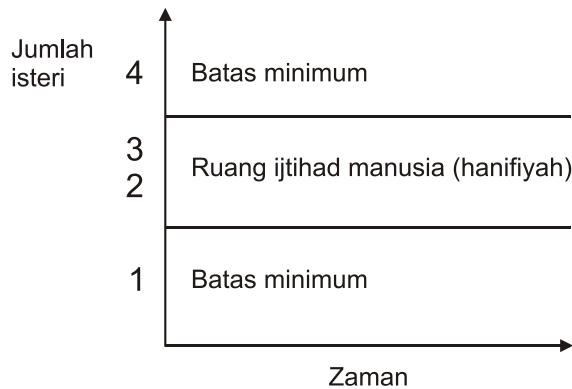 Jumlah
isteri
4 Batas minimum
3
2
Ruang ijtihad manusia (hanifiyah)
1 Batas minimum
Zaman